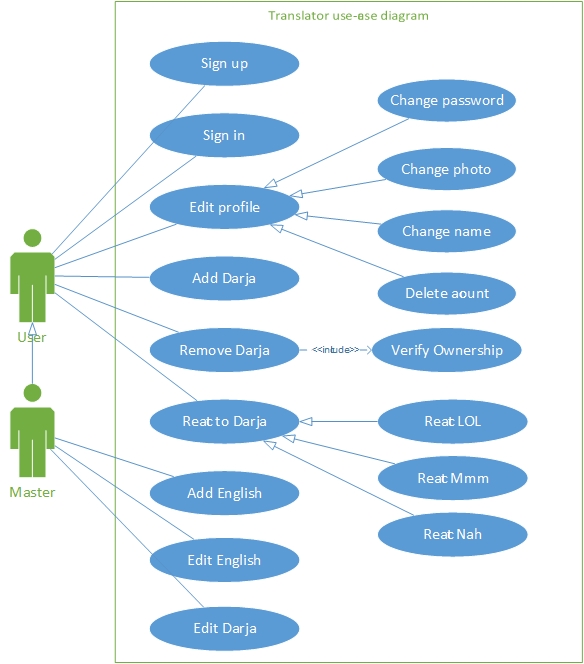 Translator use-ase diagram
Sign up
Change password
Sign in
Change photo
Edit profile
Change name
User
Add Darja
Delete aount
Remove Darja
<<intude>>
Verify Ownership
Reat to Darja
Reat LOL
Master
Add English
Reat Mmm
Reat Nah
Edit English
Edit Darja